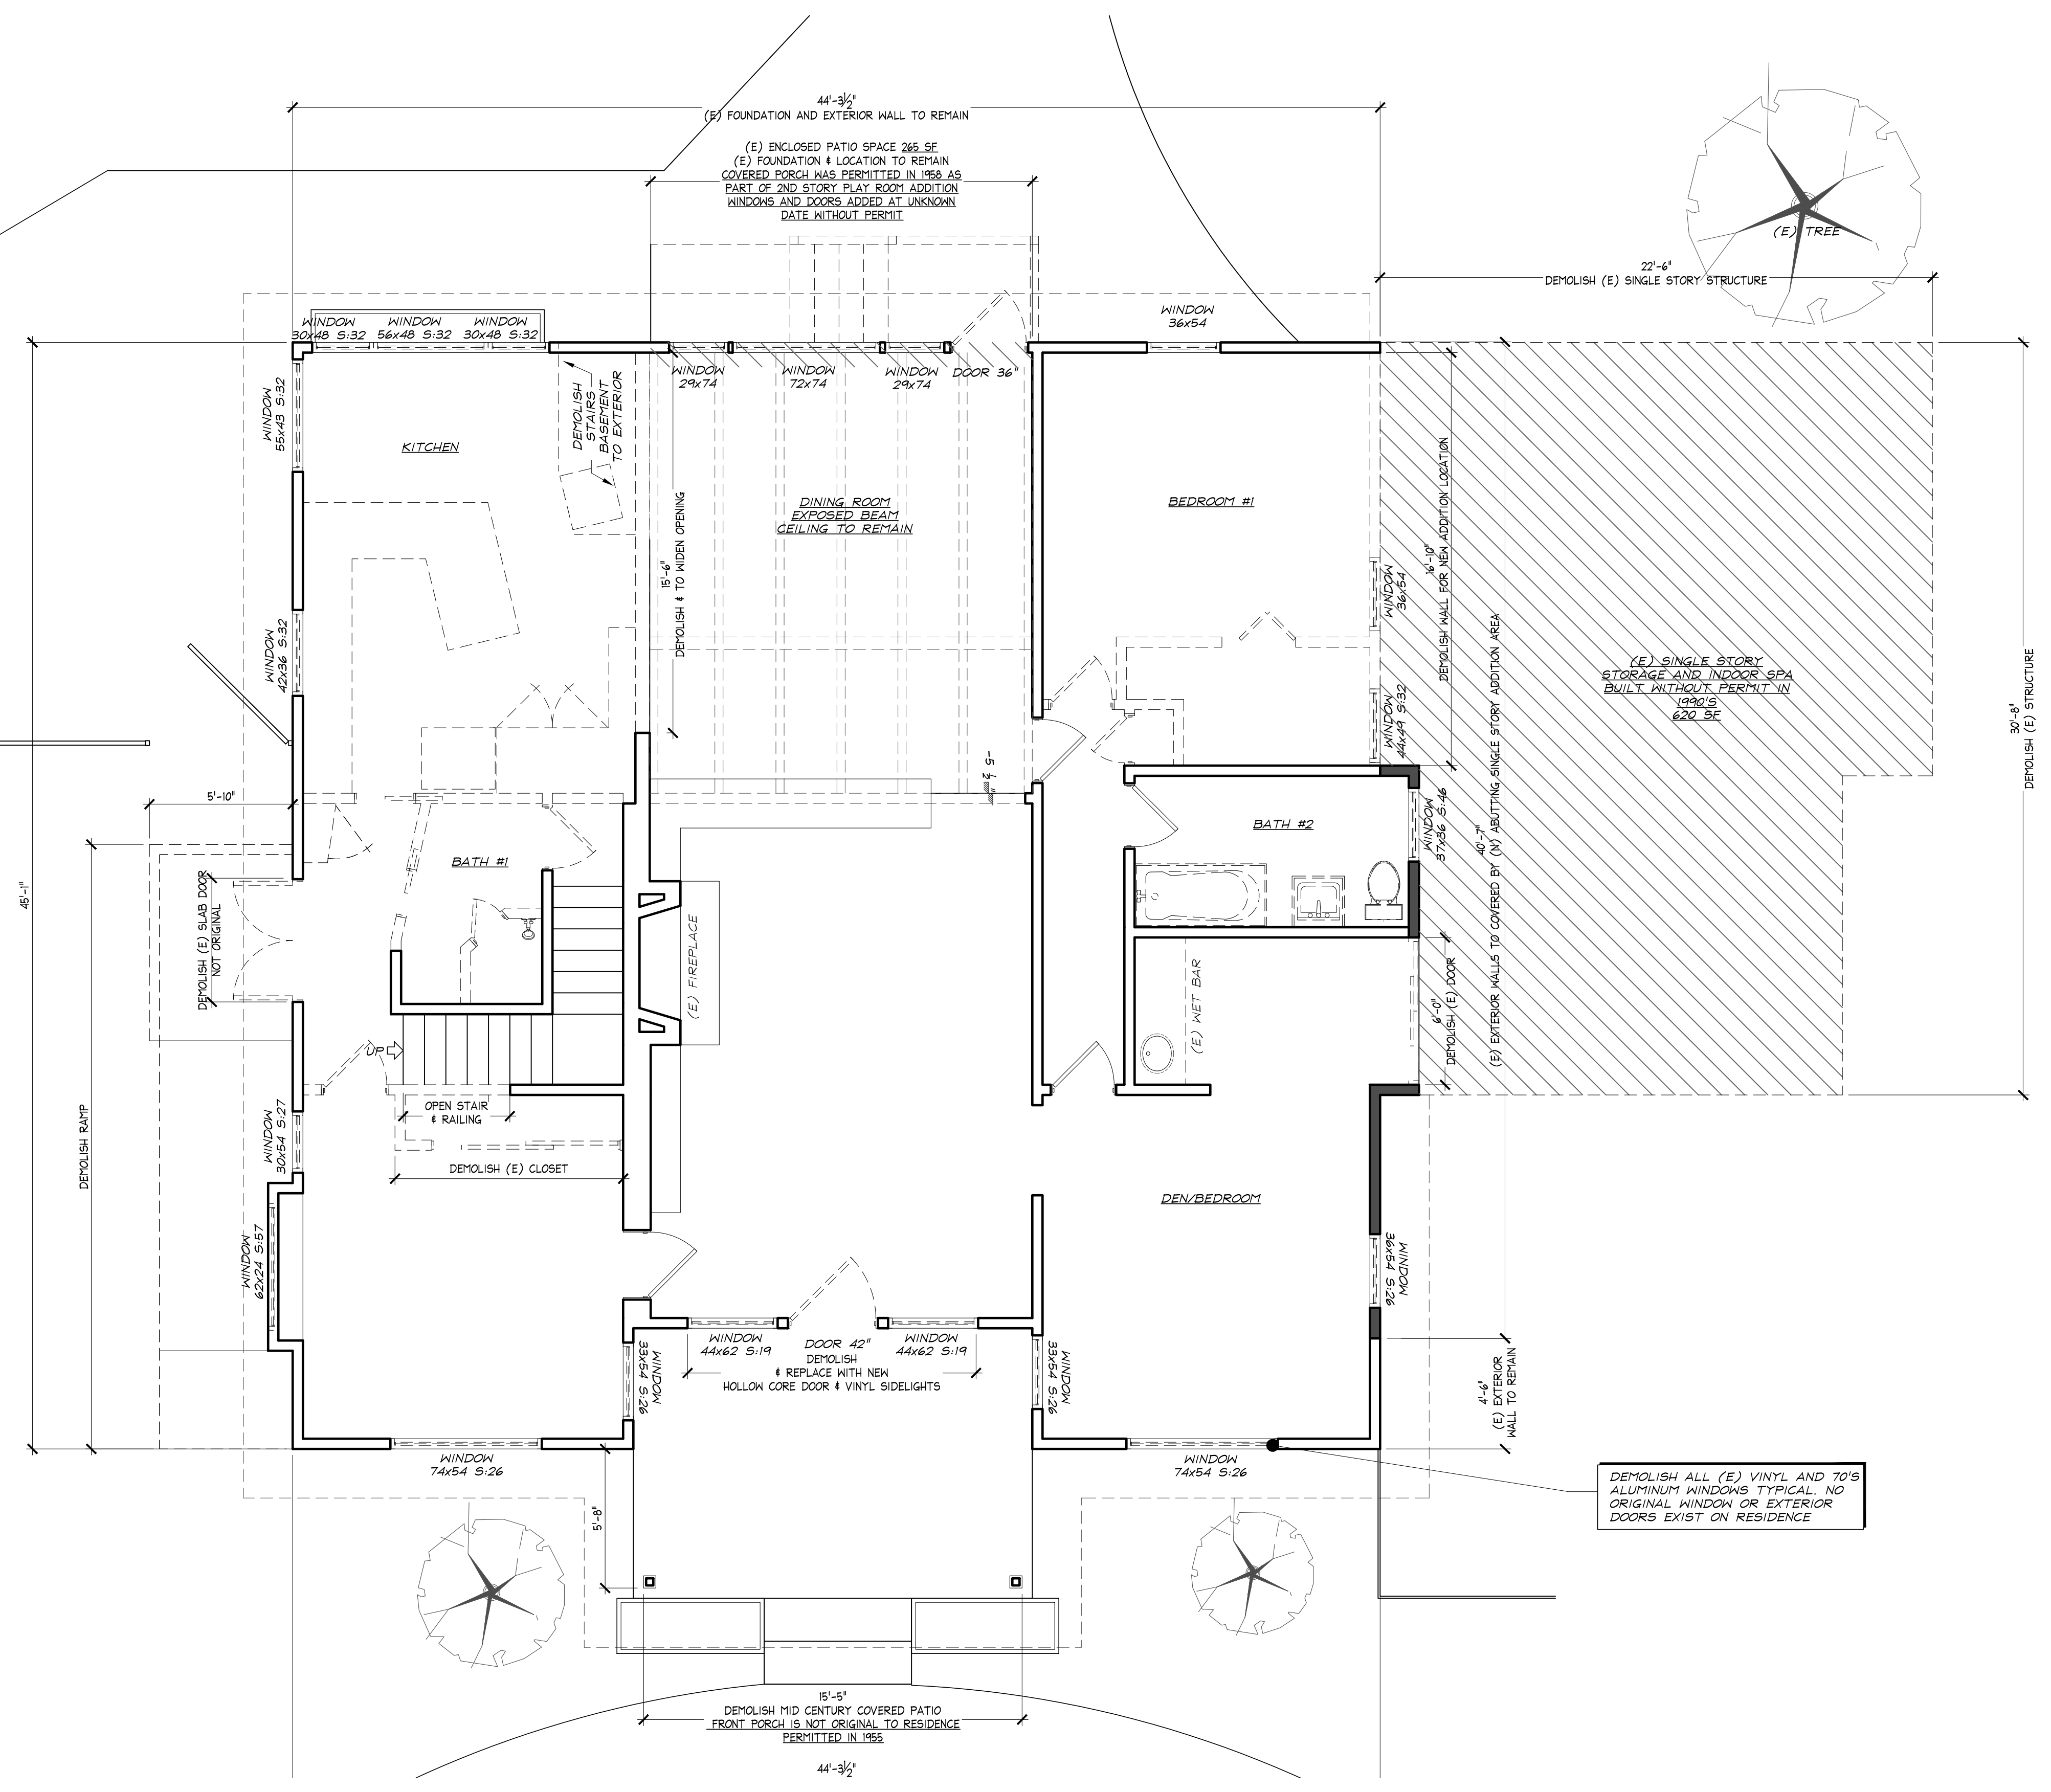 44'-3½"
(E) FOUNDATION AND EXTERIOR WALL TO REMAIN
(E) ENCLOSED PATIO SPACE 265 SF
(E) FOUNDATION & LOCATION TO REMAIN
COVERED PORCH WAS PERMITTED IN 1958 AS
PART OF 2ND STORY PLAY ROOM ADDITION
WINDOWS AND DOORS ADDED AT UNKNOWN
DATE WITHOUT PERMIT
(E) TREE
22'-6"
DEMOLISH (E) SINGLE STORY STRUCTURE
WINDOW
30x48 S:32
WINDOW
56x48 S:32
WINDOW
30x48 S:32
WINDOW
36x54
WINDOW
29x74
WINDOW
72x74
WINDOW
29x74
DOOR 36"
WINDOW
55x43 S:32
DEMOLISH
STAIRS
BASEMENT
TO EXTERIOR
KITCHEN
DINING ROOM
EXPOSED BEAM
CEILING TO REMAIN
BEDROOM #1
15'-6"
DEMOLISH & TO WIDEN OPENING
16'-10"
DEMOLISH WALL FOR NEW ADDITION LOCATION
WINDOW
36x54
WINDOW
42x36 S:32
WINDOW
44x49 S:32
(E) SINGLE STORY
STORAGE AND INDOOR SPA
BUILT WITHOUT PERMIT IN
1990'S
620 SF
30'-8"
DEMOLISH (E) STRUCTURE
40'-7"
(E) EXTERIOR WALLS TO COVERED BY (N) ABUTTING SINGLE STORY ADDITION AREA
-5 ½"
5'-10"
45'-1"
BATH #1
BATH #2
WINDOW
37x36 S:46
DEMOLISH (E) SLAB DOOR
NOT ORIGINAL
(E) FIREPLACE
(E) WET BAR
6'-0"
DEMOLISH (E) DOOR
UP
OPEN STAIR
& RAILING
DEMOLISH RAMP
WINDOW
30x54 S:27
DEMOLISH (E) CLOSET
DEN/BEDROOM
WINDOW
62x24 S:57
WINDOW
36x54 S:26
WINDOW
44x62 S:19
DOOR 42"
WINDOW
44x62 S:19
DEMOLISH
& REPLACE WITH NEW
HOLLOW CORE DOOR & VINYL SIDELIGHTS
WINDOW
33x54 S:26
WINDOW
33x54 S:26
4'-6"
(E) EXTERIOR
WALL TO REMAIN
WINDOW
74x54 S:26
WINDOW
74x54 S:26
DEMOLISH ALL (E) VINYL AND 70'S
ALUMINUM WINDOWS TYPICAL. NO
ORIGINAL WINDOW OR EXTERIOR
DOORS EXIST ON RESIDENCE
5'-8"
15'-5"
DEMOLISH MID CENTURY COVERED PATIO
FRONT PORCH IS NOT ORIGINAL TO RESIDENCE
PERMITTED IN 1955
44'-3½"